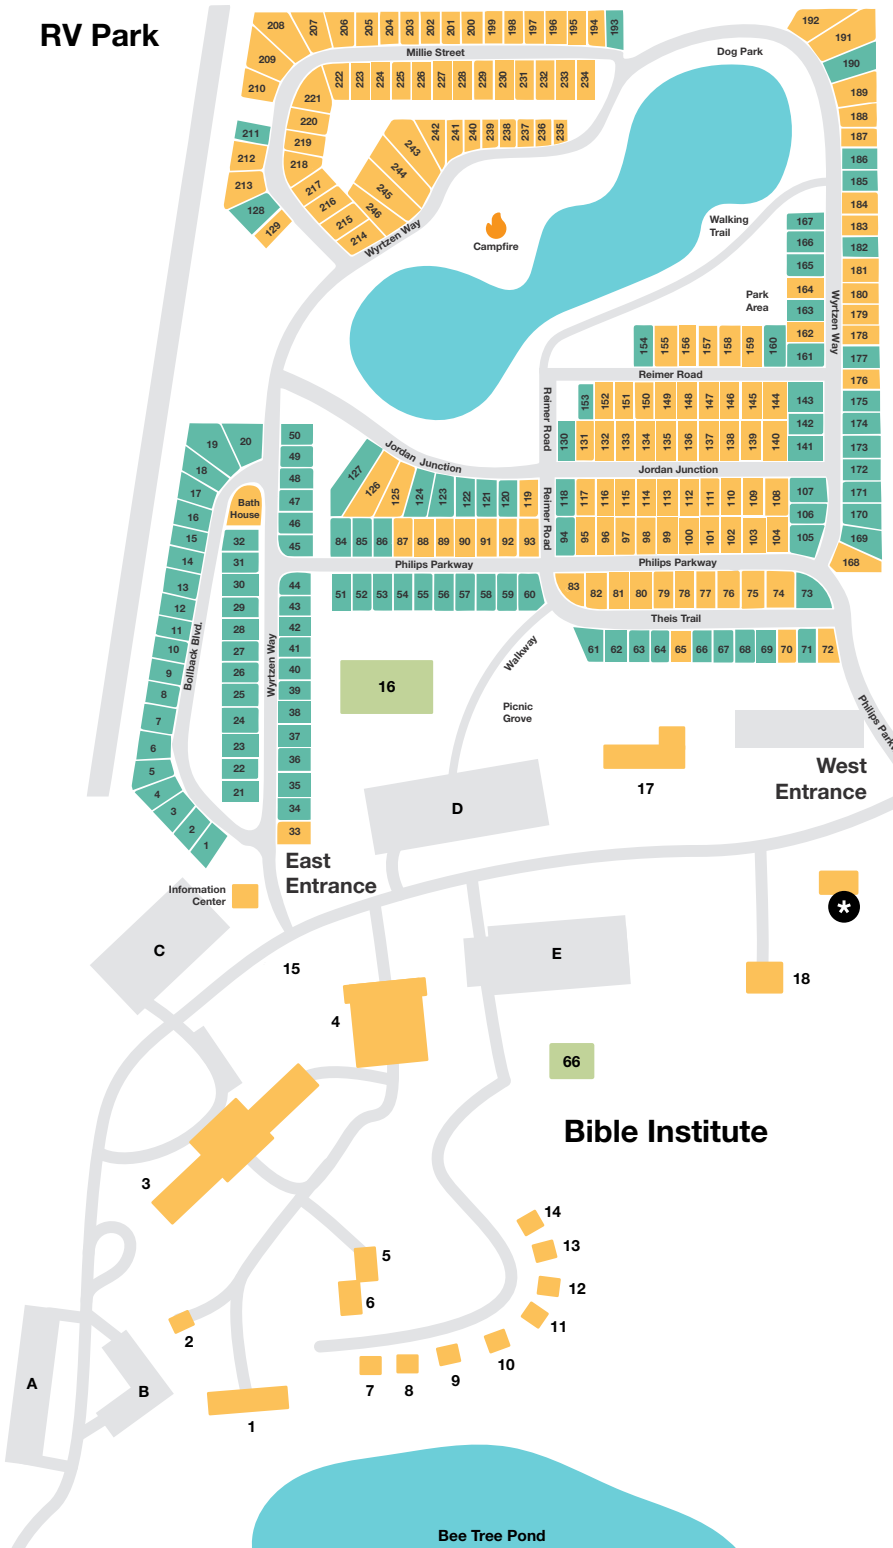 RV Park
208 207 206 205 204 203 202 201 200 199 198 197 196 195 194 193
192
191
190
Millie Street
Dog Park
209
210
222 223 224 225 226 227 228 229 230 231 232 233 234
221
220
219
218
217
216
215
214
211
212
213
128
129
243 242 241 240 239 238 237 236 235
244
245
246
Wyrtzen Way
Campfire
Walking
Trail
Park
Area
189
188
187
186
185
184
183
182
181
180
179
178
177
176
175
174
173
172
171
170
169
168
167
166
165
164
163
162
161
Wyrtzen Way
154 155 156 157 158 159 160
Reimer Road
Reimer Road
153 152 151 150 149 148 147 146 145 144 143
142
130 131 132 133 134 135 136 137 138 139 140 141
Jordan Junction
Jordan Junction
127 126 125 124 123 122 121 120 119
Reimer Road
118 117 116 115 114 113 112 111 110 109 108 107
106
84 85 86 87 88 89 90 91 92 93
94 95 96 97 98 99 100 101 102 103 104 105
Philips Parkway
Philips Parkway
51 52 53 54 55 56 57 58 59 60
83 82 81 80 79 78 77 76 75 74 73
Theis Trail
61 62 63 64 65 66 67 68 69 70 71 72
20
19
18
17
16
15
14
13
12
11
10
9
8
7
6
5
4
3
2
1
Bollback Blvd.
Bath
House
32
31
30
29
28
27
26
25
24
23
22
21
Wyrtzen Way
50
49
48
47
46
45
44
43
42
41
40
39
38
37
36
35
34
33
16
Walkway
Picnic
Grove
17
Philips Park
West
Entrance
D
East
Entrance
Information
Center
*
C
15
E
18
4
66
Bible Institute
3
14
13
12
11
10
9
8
7
5
6
2
1
A
B
Bee Tree Pond